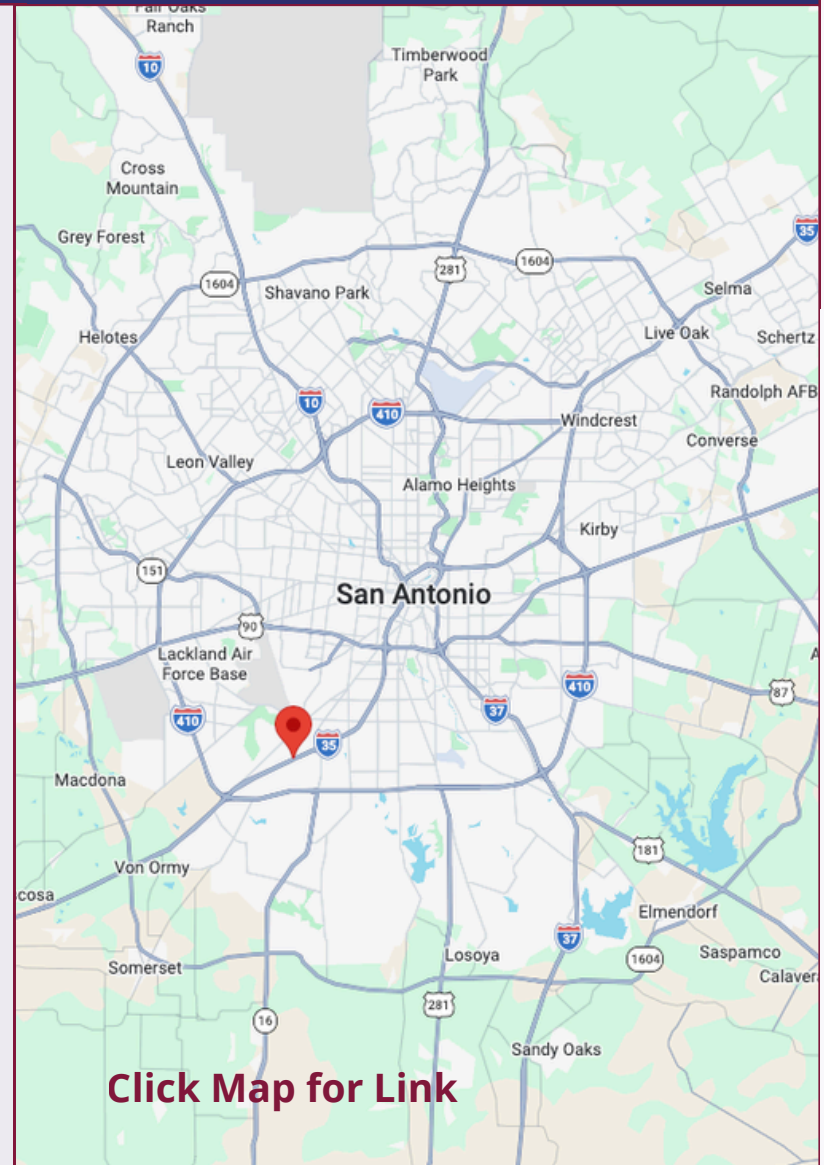 Fair Oaks
Ranch
10
Timberwood
Park
Cross
Mountain
Grey Forest
35
281
1604
1604
Shavano Park
Selma
Helotes
Live Oak
Schertz
Randolph AFB
10
410
Windcrest
Converse
Leon Valley
Alamo Heights
Kirby
151
San Antonio
90
Lackland Air
Force Base
410
37
87
410
35
Macdona
181
Von Ormy
cosa
Elmendorf
37
Losoya
Saspamco
1604
Somerset
Calaver
281
16
Sandy Oaks
Click Map for Link